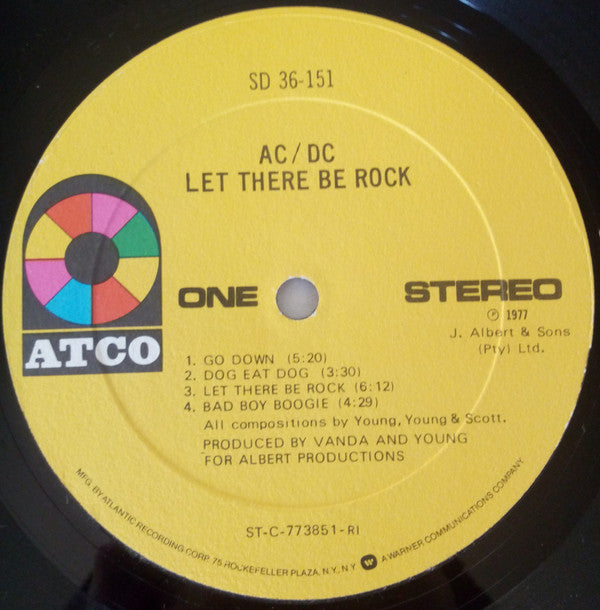 SD 36-151
AC/DC
LET THERE BE ROCK
ATCO
ONE
STEREO
℗ 1977
J. Albert & Sons
(Pty) Ltd.
1. GO DOWN (5:20)
2. DOG EAT DOG (3:30)
3. LET THERE BE ROCK (6:12)
4. BAD BOY BOOGIE (4:29)
All compositions by Young, Young & Scott.
PRODUCED BY VANDA AND YOUNG
FOR ALBERT PRODUCTIONS
ST-C-773851-RI
MFG. BY ATLANTIC RECORDING CORP. 75 ROCKEFELLER PLAZA, N.Y., N.Y. W A WARNER COMMUNICATIONS COMPANY